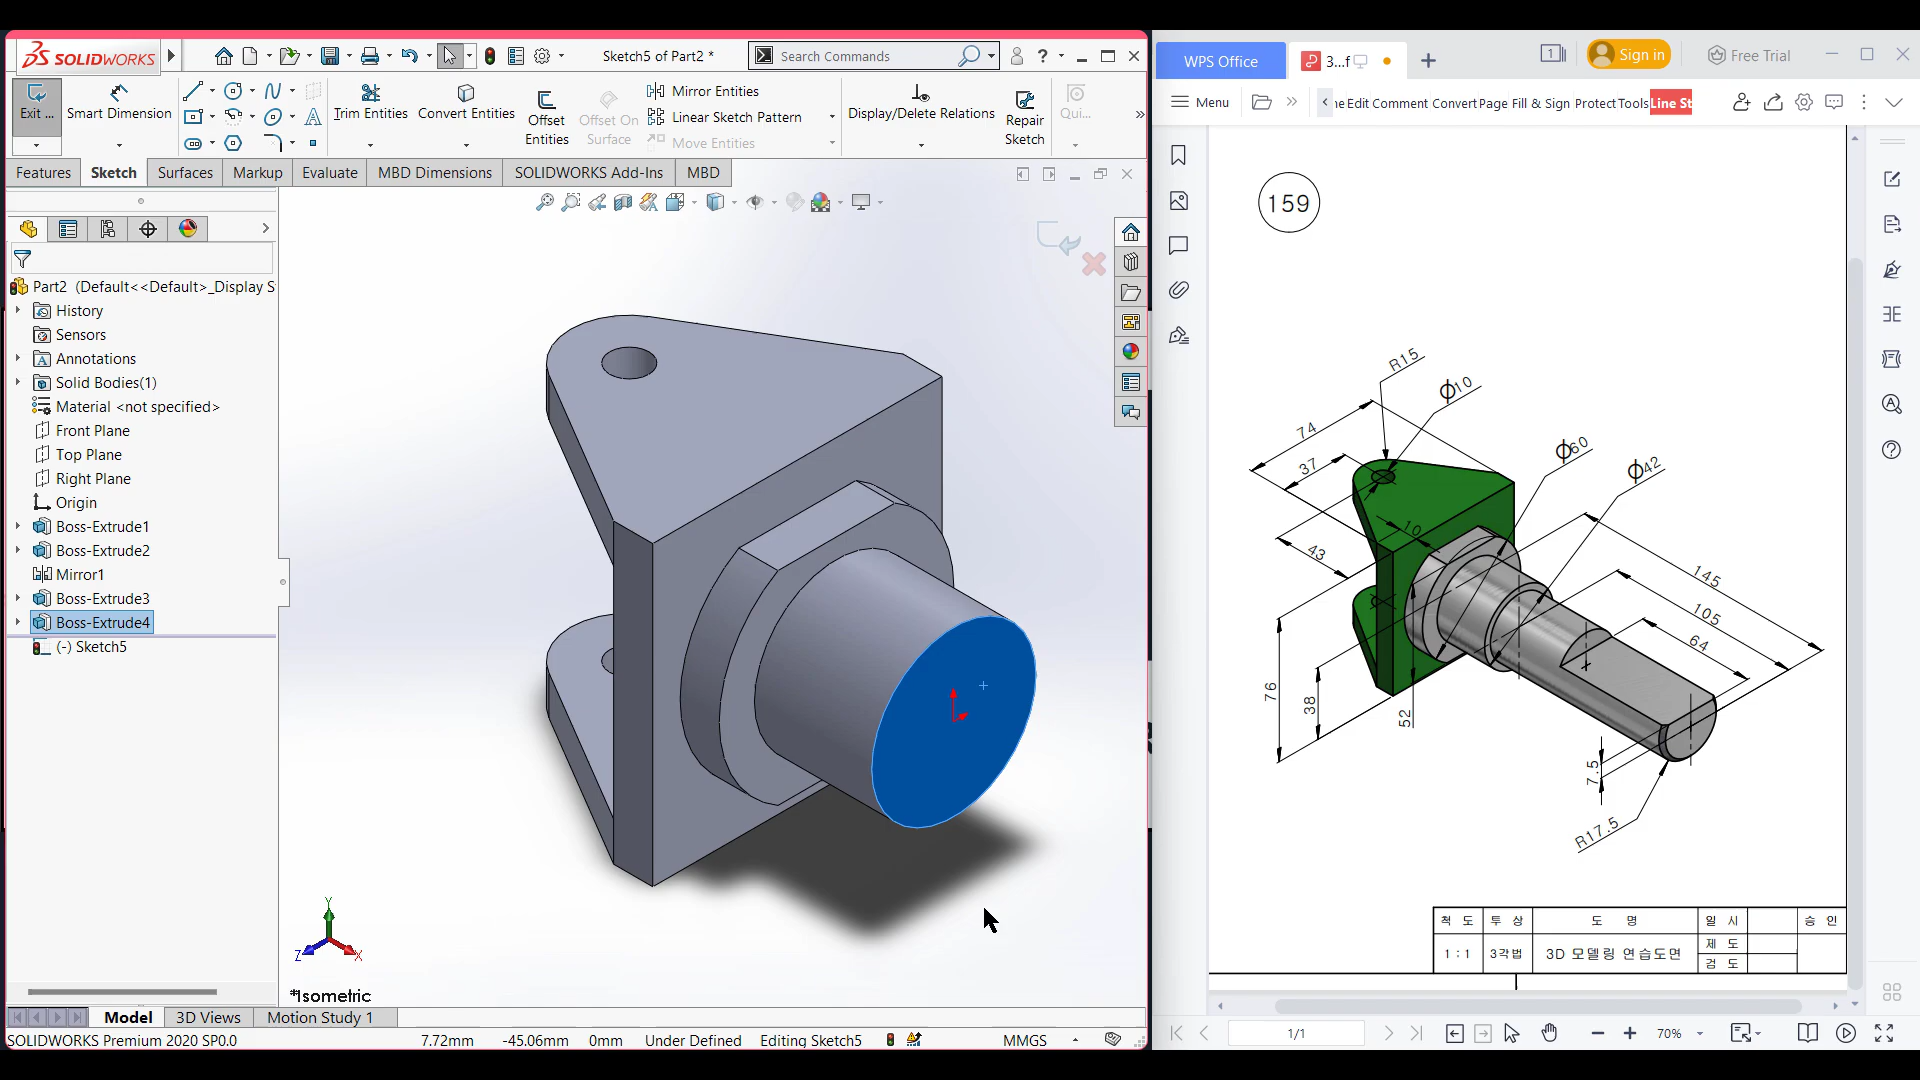 SOLIDWORKS
Sketch5 of Part2 *
Search Commands
?
Exit ...
Smart Dimension
Trim Entities
Convert Entities
Offset Entities
Offset On Surface
Mirror Entities
Linear Sketch Pattern
Move Entities
Display/Delete Relations
Repair Sketch
Qui...
Features
Sketch
Surfaces
Markup
Evaluate
MBD Dimensions
SOLIDWORKS Add-Ins
MBD
Part2 (Default<<Default>_Display S
History
Sensors
Annotations
Solid Bodies(1)
Material <not specified>
Front Plane
Top Plane
Right Plane
Origin
Boss-Extrude1
Boss-Extrude2
Mirror1
Boss-Extrude3
Boss-Extrude4
(-) Sketch5
Y
Z
X
*Isometric
Model
3D Views
Motion Study 1
SOLIDWORKS Premium 2020 SP0.0
7.72mm
-45.06mm
0mm
Under Defined
Editing Sketch5
MMGS
WPS Office
3...f
1
Sign in
Free Trial
Menu
Edit Comment Convert Page Fill & Sign Protect Tools Line St
159
R15
ϕ10
74
37
ϕ60
ϕ42
10
43
145
105
64
76
38
52
7.5
R17.5
척 도
투 상
도 명
일 시
승 인
1 : 1
3각법
3D 모델링 연습도면
제 도
검 도
1/1
70%